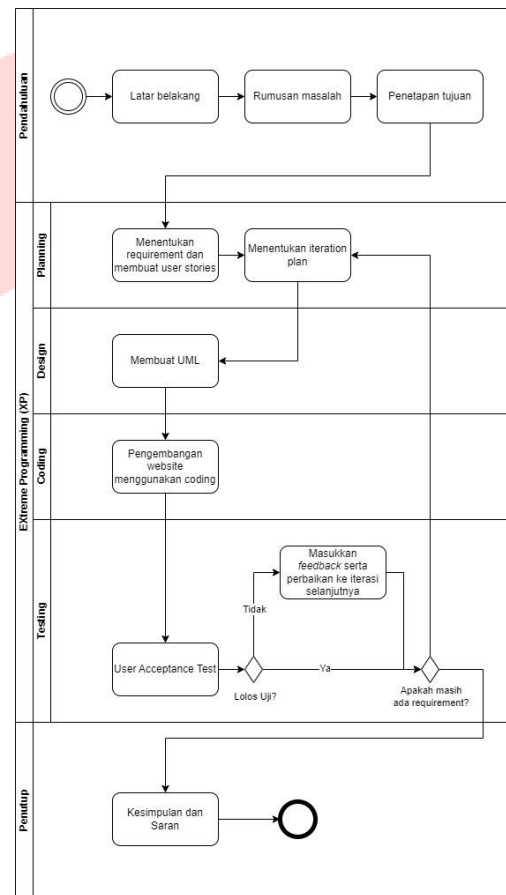 Pendahuluan
Latar belakang
Rumusan masalah
Penetapan tujuan
EXtreme Programming (XP)
Planning
Menentukan
requirement dan
membuat user stories
Menentukan iteration
plan
Design
Membuat UML
Coding
Pengembangan
website
menggunakan coding
Testing
Masukkan
feedback serta
perbaikan ke iterasi
selanjutnya
Tidak
User Acceptance Test
Ya
Lolos Uji?
Apakah masih
ada requirement?
Penutup
Kesimpulan dan
Saran